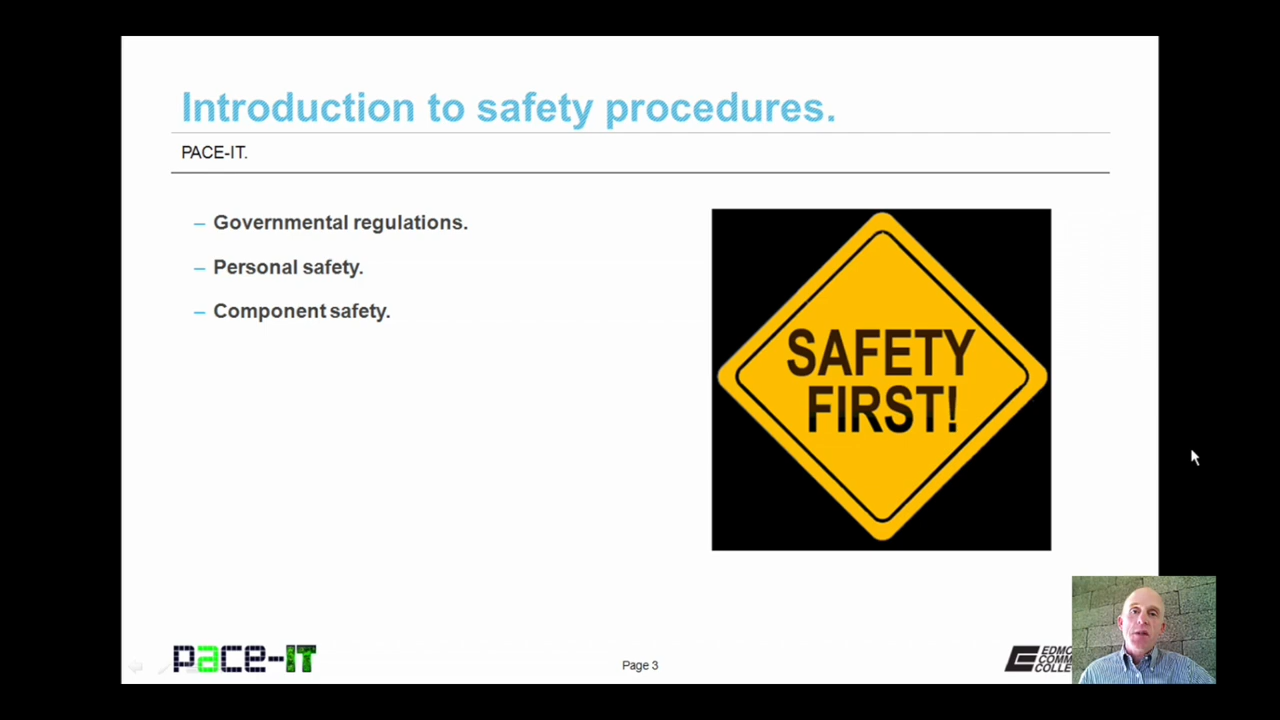 Introduction to safety procedures.
PACE-IT.
– Governmental regulations.
– Personal safety.
– Component safety.
SAFETY
FIRST!
pace-IT
Page 3